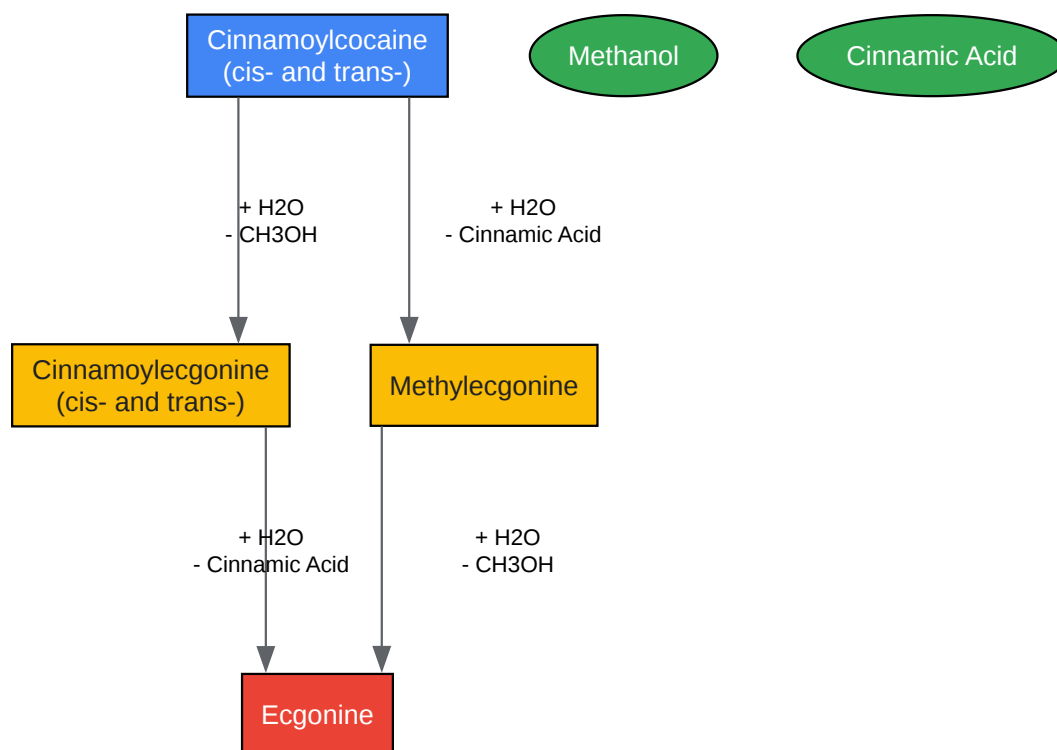 Cinnamoylcocaine
(cis- and trans-)
Methanol
Cinnamic Acid
+ H2O
- CH3OH
+ H2O
- Cinnamic Acid
Cinnamoylecgonine
(cis- and trans-)
Methylecgonine
+ H2O
- Cinnamic Acid
+ H2O
- CH3OH
Ecgonine